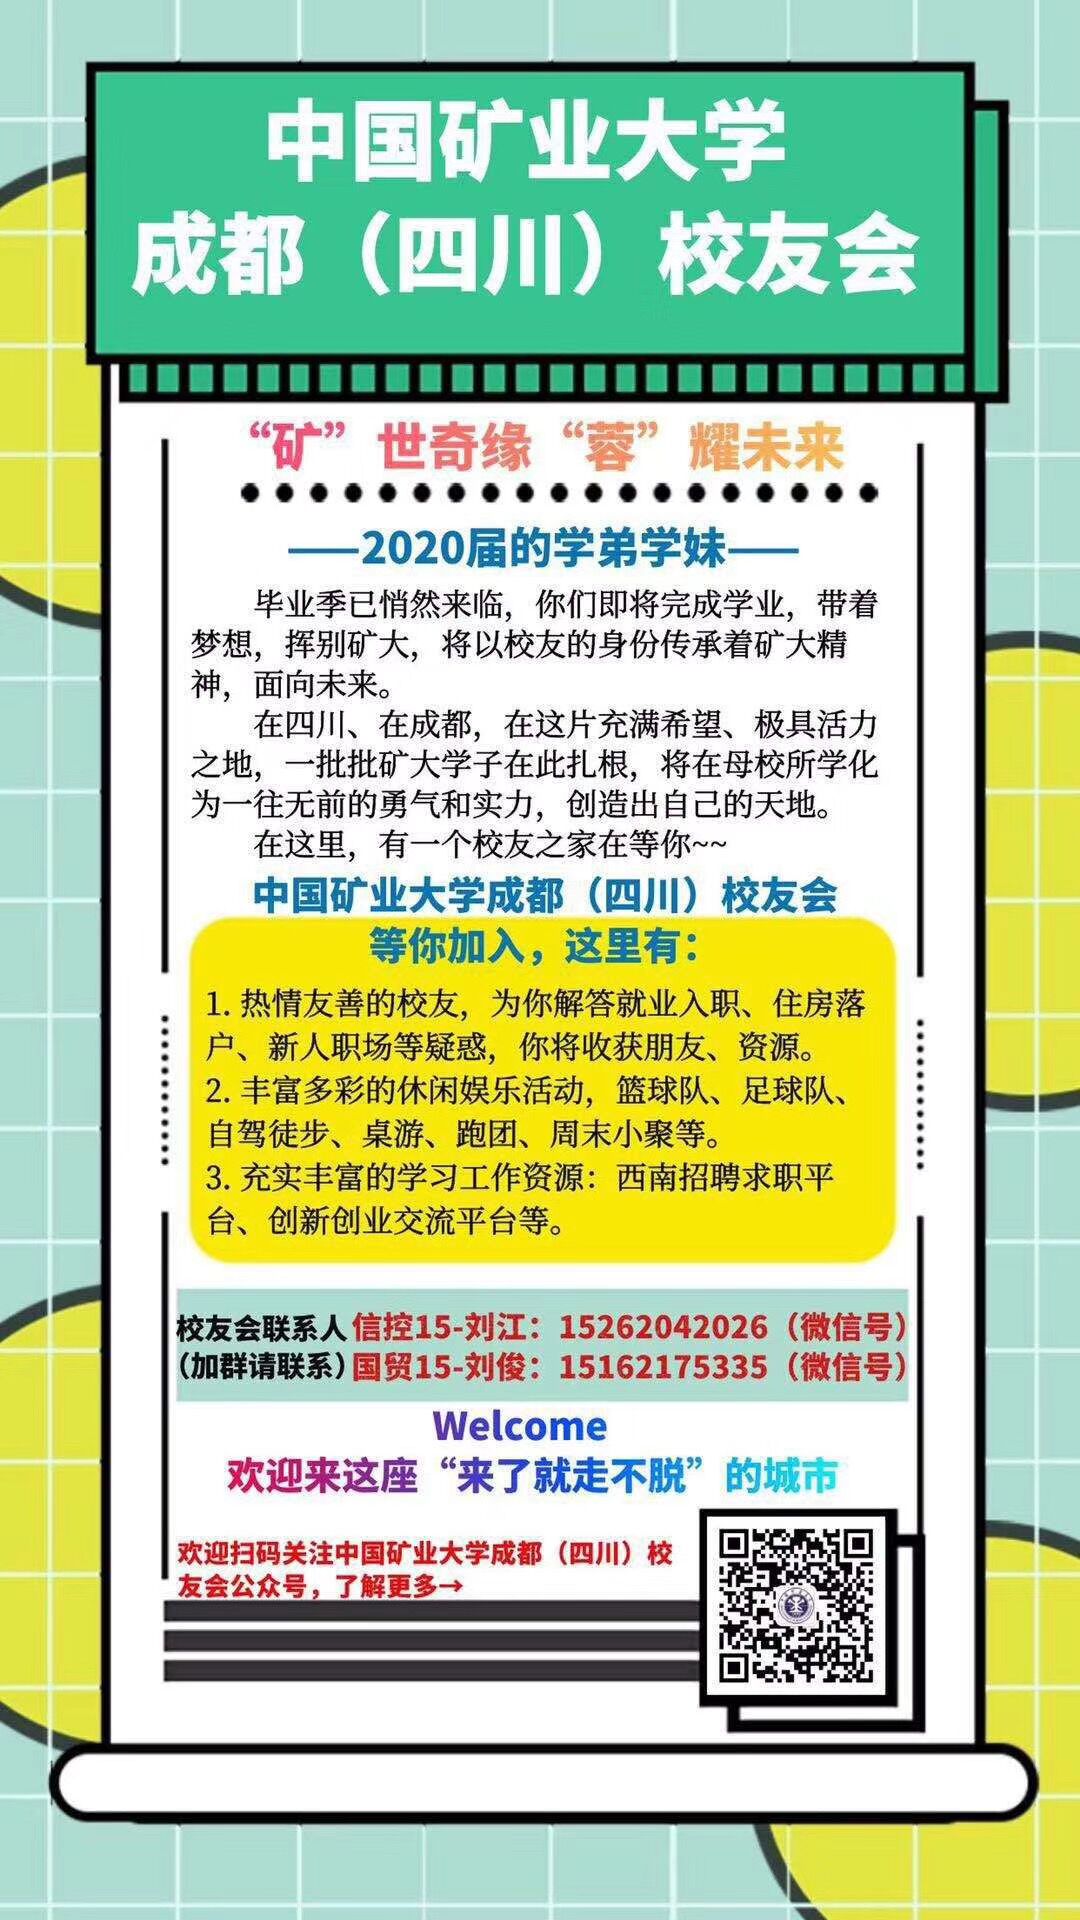 中国矿业大学
成都（四川）校友会
“矿”世奇缘“蓉”耀未来
——2020届的学弟学妹——
毕业季已悄然来临，你们即将完成学业，带着
梦想，挥别矿大，将以校友的身份传承着矿大精
神，面向未来。
在四川、在成都，在这片充满希望、极具活力
之地，一批批矿大学子在此扎根，将在母校所学化
为一往无前的勇气和实力，创造出自己的天地。
在这里，有一个校友之家在等你~~
中国矿业大学成都（四川）校友会
等你加入，这里有：
1. 热情友善的校友，为你解答就业入职、住房落
户、新人职场等疑惑，你将收获朋友、资源。
2. 丰富多彩的休闲娱乐活动，篮球队、足球队、
自驾徒步、桌游、跑团、周末小聚等。
3. 充实丰富的学习工作资源：西南招聘求职平
台、创新创业交流平台等。
校友会联系人 信控15-刘江：15262042026（微信号）
（加群请联系）国贸15-刘俊：15162175335（微信号）
Welcome
欢迎来这座“来了就走不脱”的城市
欢迎扫码关注中国矿业大学成都（四川）校
友会公众号，了解更多→